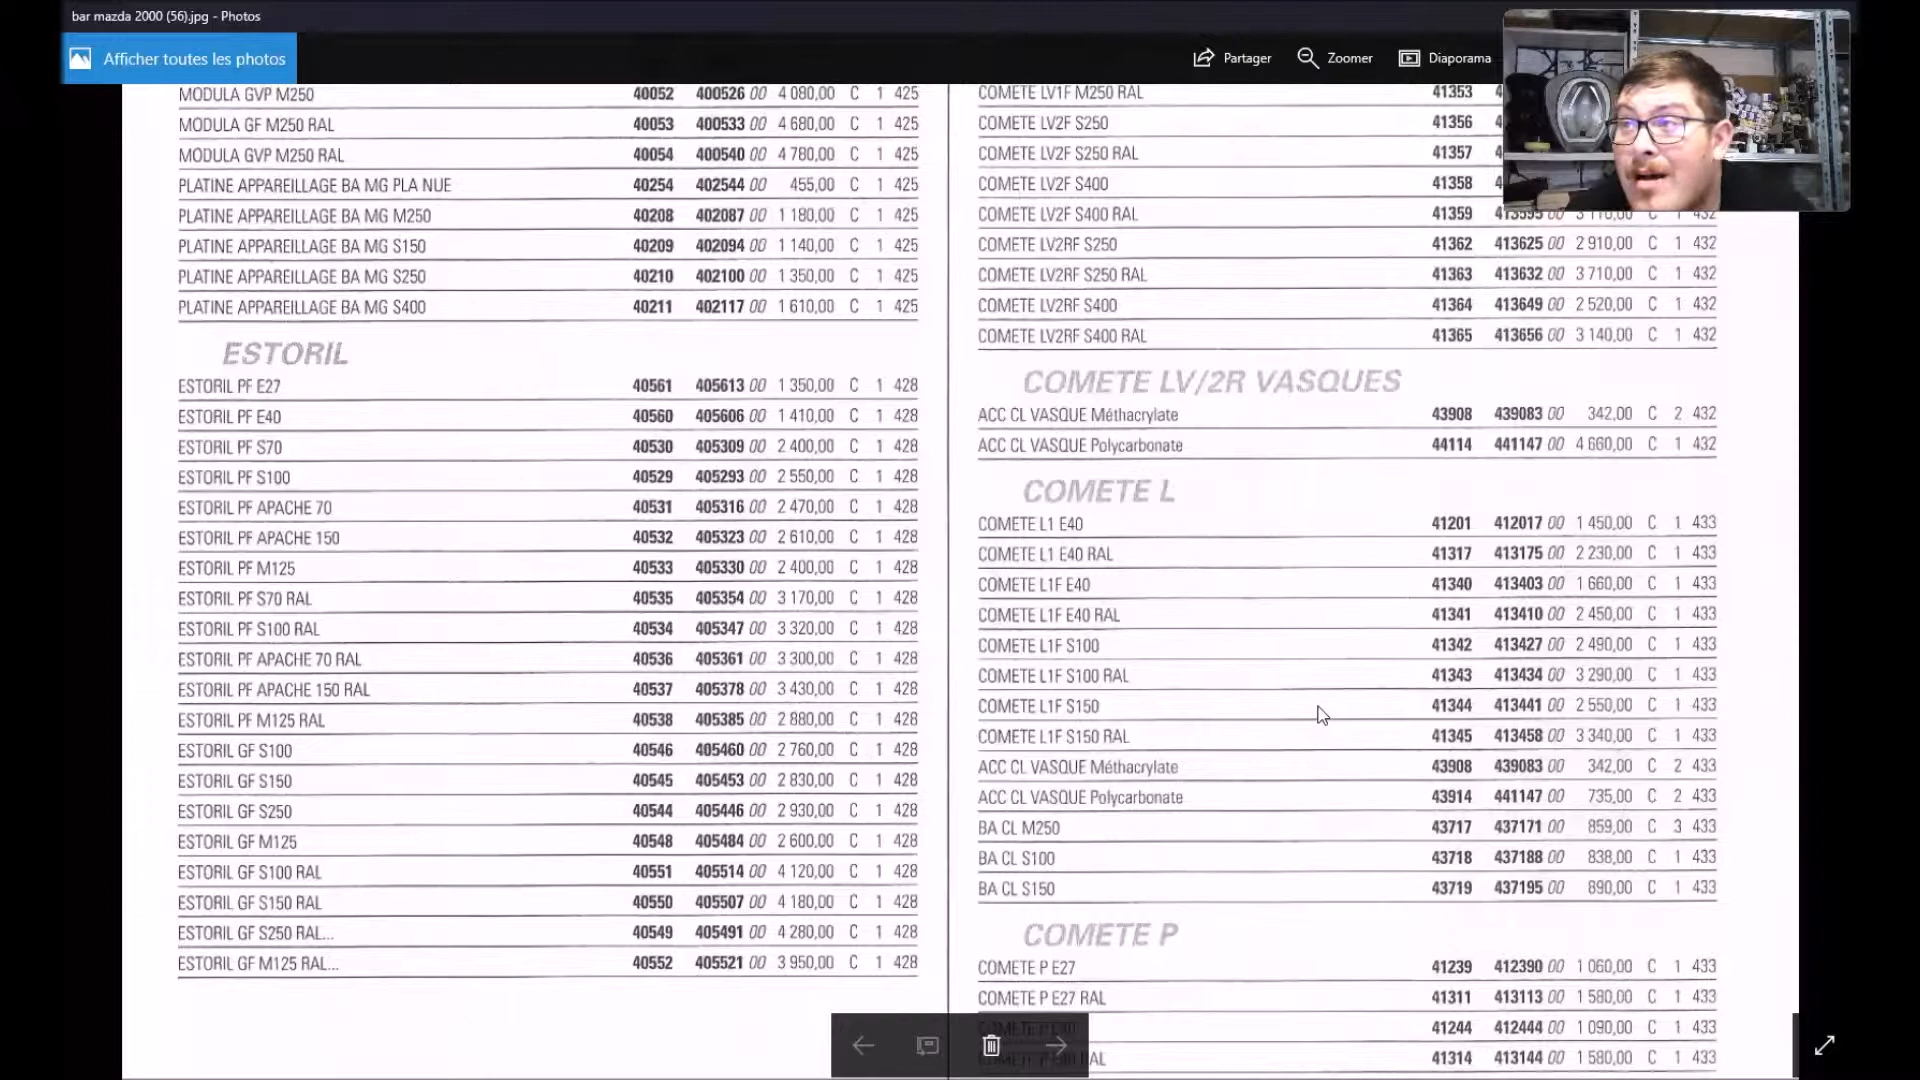 bar mazda 2000 (56).jpg - Photos
Afficher toutes les photos
Partager
Zoomer
Diaporama
MODULA GVP M250 40052 400526 00 4 080,00 C 1 425
MODULA GF M250 RAL 40053 400533 00 4 680,00 C 1 425
MODULA GVP M250 RAL 40054 400540 00 4 780,00 C 1 425
PLATINE APPAREILLAGE BA MG PLA NUE 40254 402544 00 455,00 C 1 425
PLATINE APPAREILLAGE BA MG M250 40208 402087 00 1 180,00 C 1 425
PLATINE APPAREILLAGE BA MG S150 40209 402094 00 1 140,00 C 1 425
PLATINE APPAREILLAGE BA MG S250 40210 402100 00 1 350,00 C 1 425
PLATINE APPAREILLAGE BA MG S400 40211 402117 00 1 610,00 C 1 425
ESTORIL
ESTORIL PF E27 40561 405613 00 1 350,00 C 1 428
ESTORIL PF E40 40560 405606 00 1 410,00 C 1 428
ESTORIL PF S70 40530 405309 00 2 400,00 C 1 428
ESTORIL PF S100 40529 405293 00 2 550,00 C 1 428
ESTORIL PF APACHE 70 40531 405316 00 2 470,00 C 1 428
ESTORIL PF APACHE 150 40532 405323 00 2 610,00 C 1 428
ESTORIL PF M125 40533 405330 00 2 400,00 C 1 428
ESTORIL PF S70 RAL 40535 405354 00 3 170,00 C 1 428
ESTORIL PF S100 RAL 40534 405347 00 3 320,00 C 1 428
ESTORIL PF APACHE 70 RAL 40536 405361 00 3 300,00 C 1 428
ESTORIL PF APACHE 150 RAL 40537 405378 00 3 430,00 C 1 428
ESTORIL PF M125 RAL 40538 405385 00 2 880,00 C 1 428
ESTORIL GF S100 40546 405460 00 2 760,00 C 1 428
ESTORIL GF S150 40545 405453 00 2 830,00 C 1 428
ESTORIL GF S250 40544 405446 00 2 930,00 C 1 428
ESTORIL GF M125 40548 405484 00 2 600,00 C 1 428
ESTORIL GF S100 RAL 40551 405514 00 4 120,00 C 1 428
ESTORIL GF S150 RAL 40550 405507 00 4 180,00 C 1 428
ESTORIL GF S250 RAL... 40549 405491 00 4 280,00 C 1 428
ESTORIL GF M125 RAL... 40552 405521 00 3 950,00 C 1 428
COMETE LV1F M250 RAL 41353
COMETE LV2F S250 41356
COMETE LV2F S250 RAL 41357
COMETE LV2F S400 41358
COMETE LV2F S400 RAL 41359 413595 00 3 110,00 C 1 432
COMETE LV2RF S250 41362 413625 00 2 910,00 C 1 432
COMETE LV2RF S250 RAL 41363 413632 00 3 710,00 C 1 432
COMETE LV2RF S400 41364 413649 00 2 520,00 C 1 432
COMETE LV2RF S400 RAL 41365 413656 00 3 140,00 C 1 432
COMETE LV/2R VASQUES
ACC CL VASQUE Méthacrylate 43908 439083 00 342,00 C 2 432
ACC CL VASQUE Polycarbonate 44114 441147 00 4 660,00 C 1 432
COMETE L
COMETE L1 E40 41201 412017 00 1 450,00 C 1 433
COMETE L1 E40 RAL 41317 413175 00 2 230,00 C 1 433
COMETE L1F E40 41340 413403 00 1 660,00 C 1 433
COMETE L1F E40 RAL 41341 413410 00 2 450,00 C 1 433
COMETE L1F S100 41342 413427 00 2 490,00 C 1 433
COMETE L1F S100 RAL 41343 413434 00 3 290,00 C 1 433
COMETE L1F S150 41344 413441 00 2 550,00 C 1 433
COMETE L1F S150 RAL 41345 413458 00 3 340,00 C 1 433
ACC CL VASQUE Méthacrylate 43908 439083 00 342,00 C 2 433
ACC CL VASQUE Polycarbonate 43914 441147 00 735,00 C 2 433
BA CL M250 43717 437171 00 859,00 C 3 433
BA CL S100 43718 437188 00 838,00 C 1 433
BA CL S150 43719 437195 00 890,00 C 1 433
COMETE P
COMETE P E27 41239 412390 00 1 060,00 C 1 433
COMETE P E27 RAL 41311 413113 00 1 580,00 C 1 433
41244 412444 00 1 090,00 C 1 433
RAL 41314 413144 00 1 580,00 C 1 433